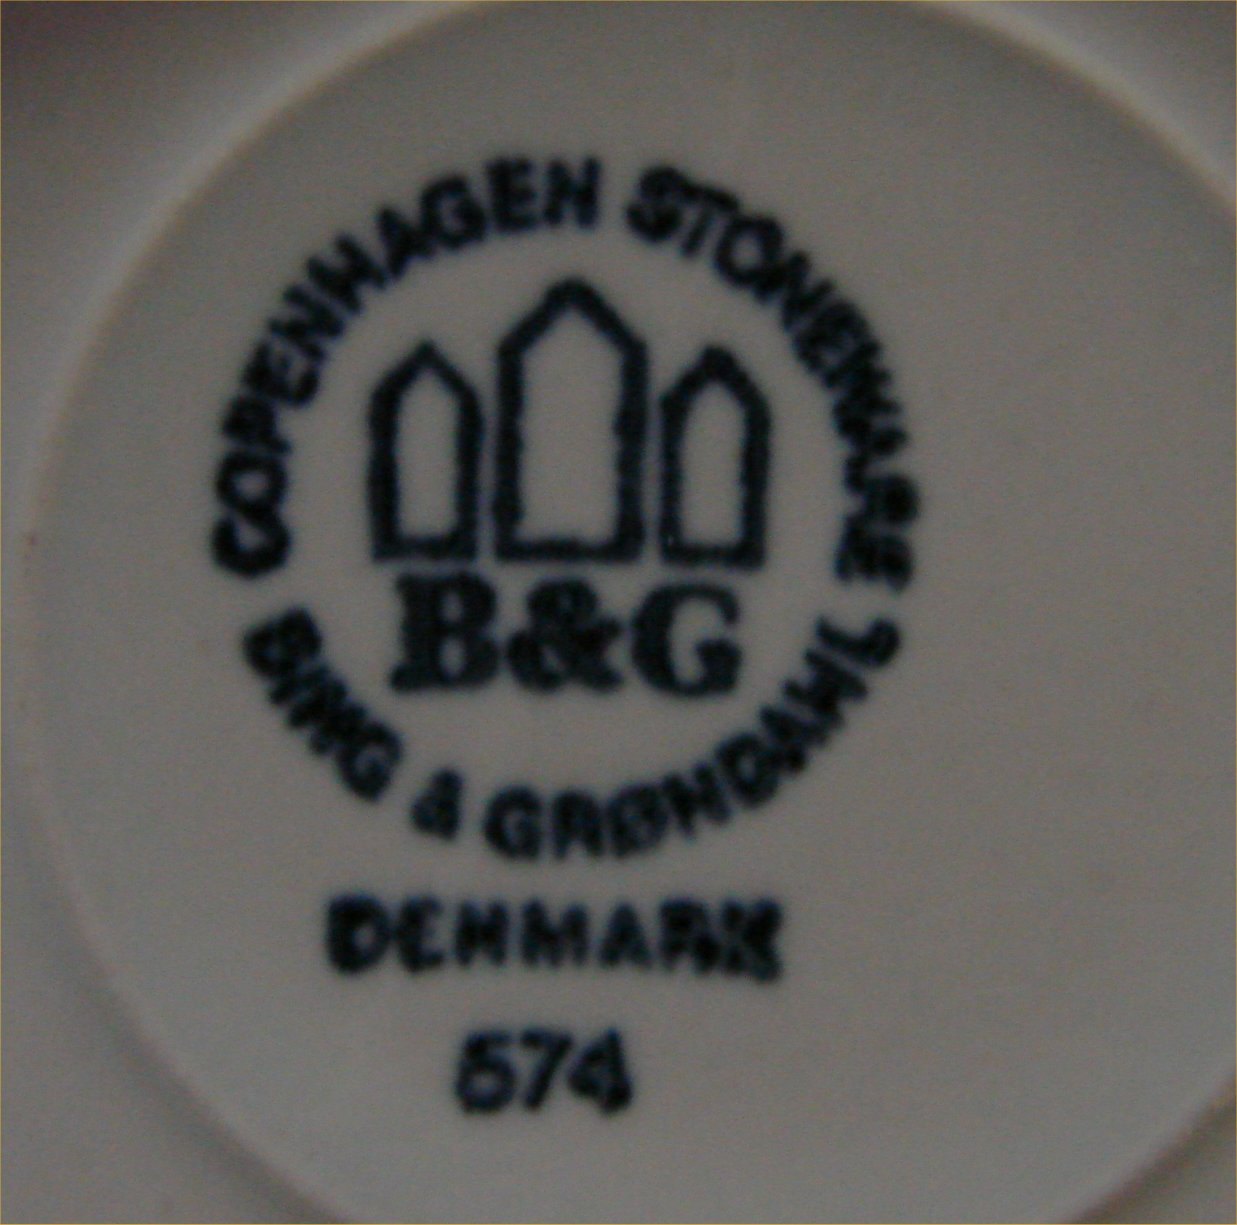 COPENHAGEN STONEWARE
B&G
BING & GRØNDAHL
DENMARK
574